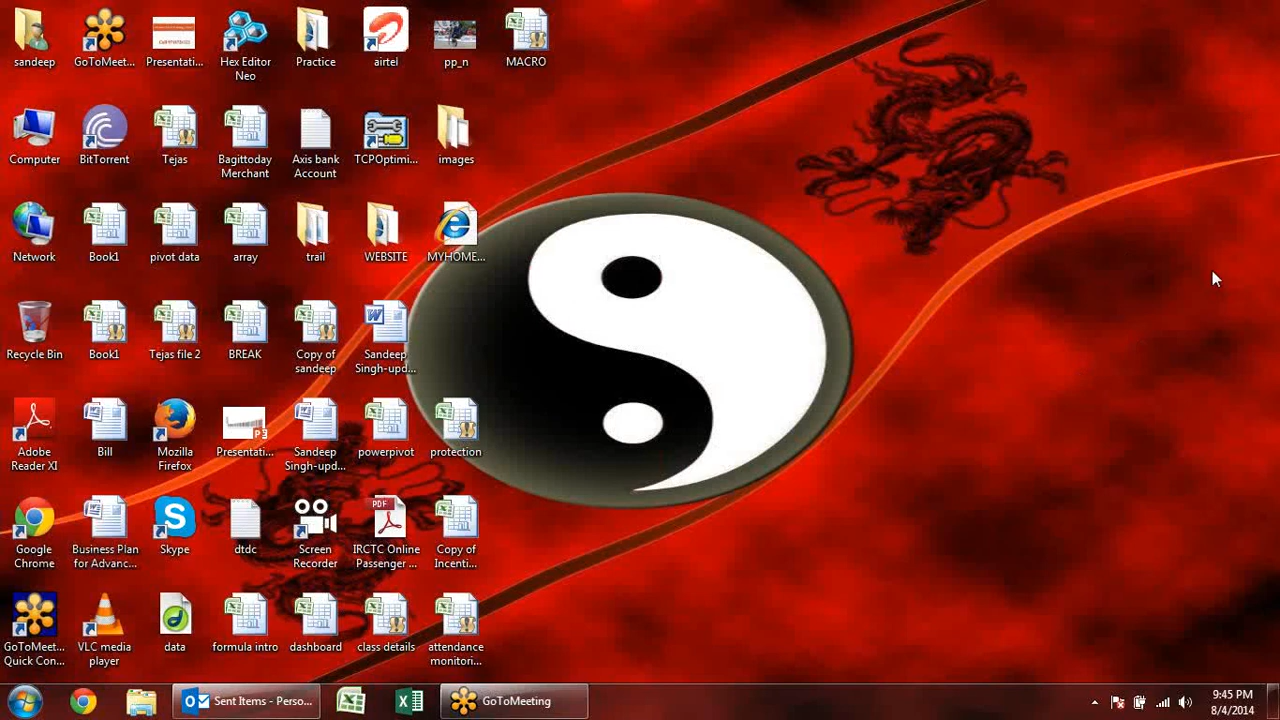 sandeep
GoToMeet...
Presentati...
Hex Editor
Neo
Practice
airtel
pp_n
MACRO
Computer
BitTorrent
Tejas
Bagittoday
Merchant
Axis bank
Account
TCPOptimi...
images
Network
Book1
pivot data
array
trail
WEBSITE
MYHOME...
Recycle Bin
Book1
Tejas file 2
BREAK
Copy of
sandeep
Sandeep
Singh-upd...
Adobe
Reader XI
Bill
Mozilla
Firefox
Presentati...
Sandeep
Singh-upd...
powerpivot
protection
Google
Chrome
Business Plan
for Advanc...
Skype
dtdc
Screen
Recorder
PDF
IRCTC Online
Passenger ...
Copy of
Incenti...
GoToMeet...
Quick Con...
VLC media
player
data
formula intro
dashboard
class details
attendance
monitori...
Sent Items - Perso...
GoToMeeting
9:45 PM
8/4/2014